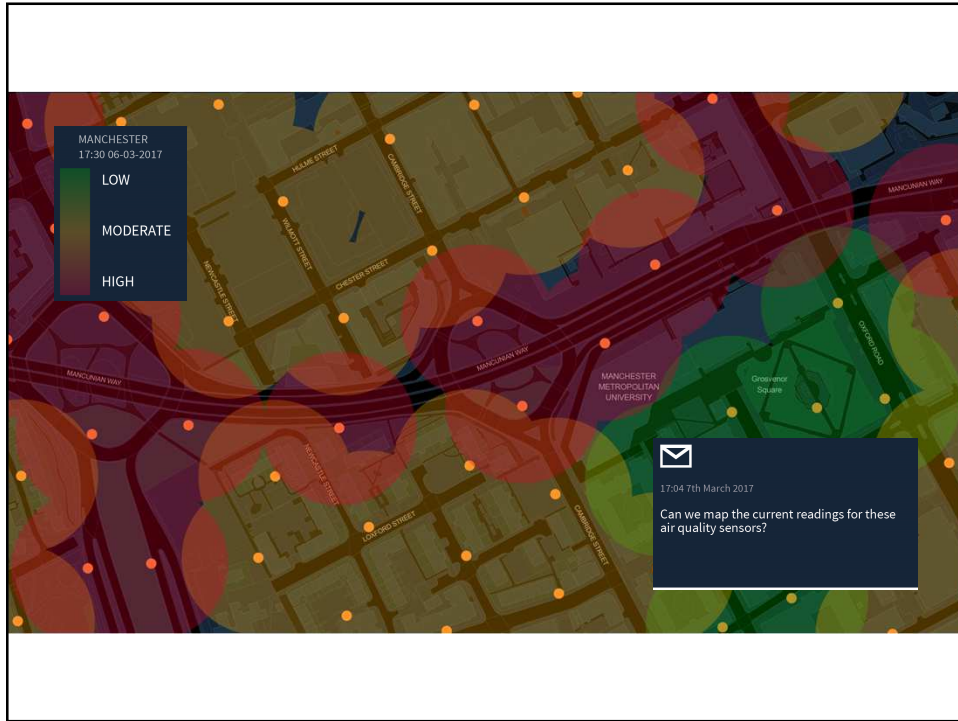 MANCHESTER
17:30 06-03-2017
LOW
MODERATE
HIGH
HULME STREET
CAMBRIDGE STREET
WILMOTT STREET
CHESTER STREET
NEWCASTLE STREET
MANCUNIAN WAY
MANCUNIAN WAY
MANCUNIAN WAY
OXFORD ROAD
MANCHESTER
METROPOLITAN
UNIVERSITY
Grosvenor
Square
NEWCASTLE STREET
LOXFORD STREET
CAMBRIDGE STREET
17:04 7th March 2017
Can we map the current readings for these
air quality sensors?